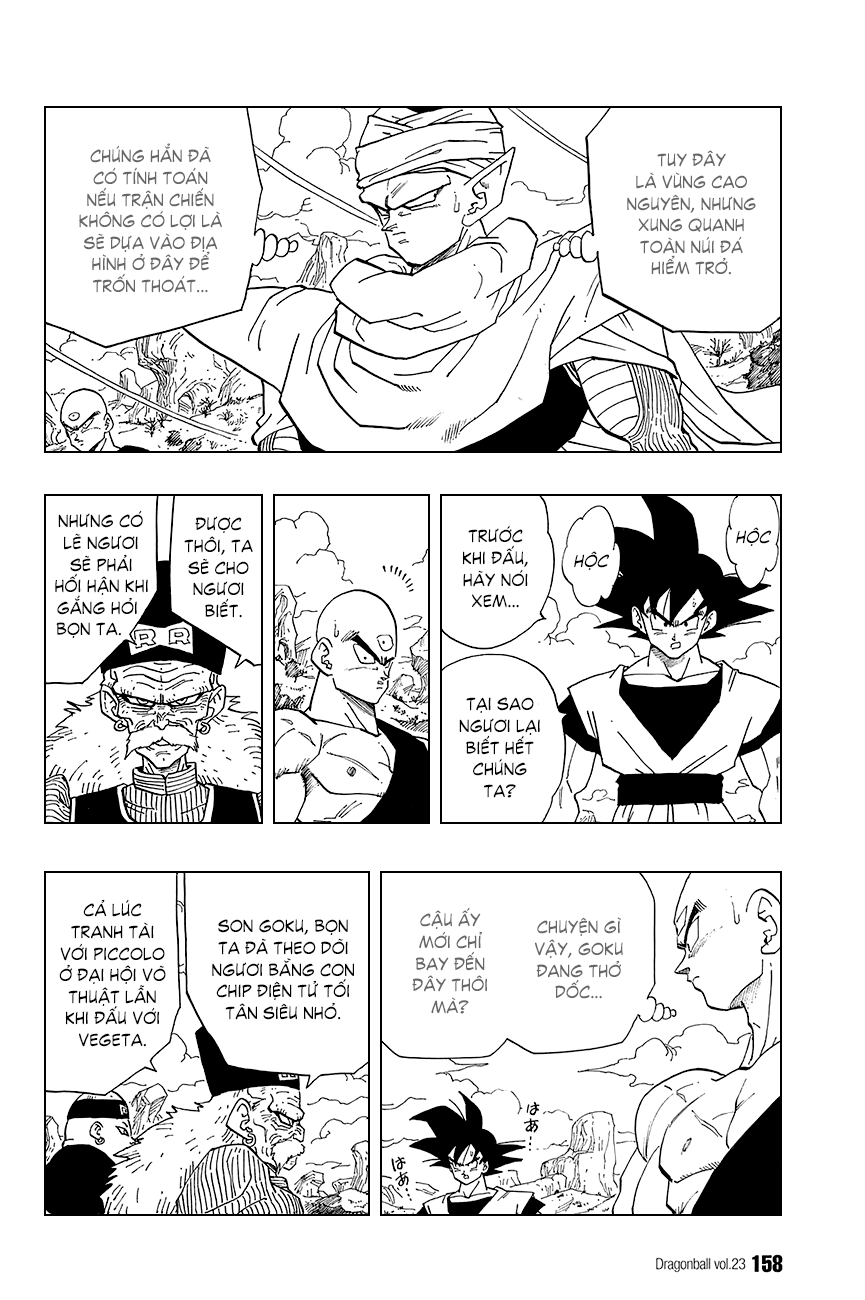 TUY ĐÂY
LÀ VÙNG CAO
NGUYÊN, NHƯNG
XUNG QUANH
TOÀN NÚI ĐÁ
HIỂM TRỞ.
CHÚNG HẮN ĐÃ
CÓ TÍNH TOÁN
NẾU TRẬN CHIẾN
KHÔNG CÓ LỢI LÀ
SẼ DỰA VÀO ĐỊA
HÌNH Ở ĐÂY ĐỂ
TRỐN THOÁT...
HỘC
HỘC
TRƯỚC
KHI ĐẤU,
HÃY NÓI
XEM...
TẠI SAO
NGƯƠI LẠI
BIẾT HẾT
CHÚNG
TA?
ĐƯỢC
THÔI, TA
SẼ CHO
NGƯƠI
BIẾT.
NHƯNG CÓ
LẼ NGƯƠI
SẼ PHẢI
HỐI HẬN KHI
GẮNG HỎI
BỌN TA.
R R
CHUYỆN GÌ
VẬY, GOKU
ĐANG THỞ
DỐC...
CẬU ẤY
MỚI CHỈ
BAY ĐẾN
ĐÂY THÔI
MÀ?
はぁ…
はぁ…
SON GOKU, BỌN
TA ĐÃ THEO DÕI
NGƯƠI BẰNG CON
CHIP ĐIỆN TỬ TỐI
TÂN SIÊU NHỎ.
CẢ LÚC
TRANH TÀI
VỚI PICCOLO
Ở ĐẠI HỘI VÕ
THUẬT LẪN
KHI ĐẤU VỚI
VEGETA.
Dragonball vol.23 158